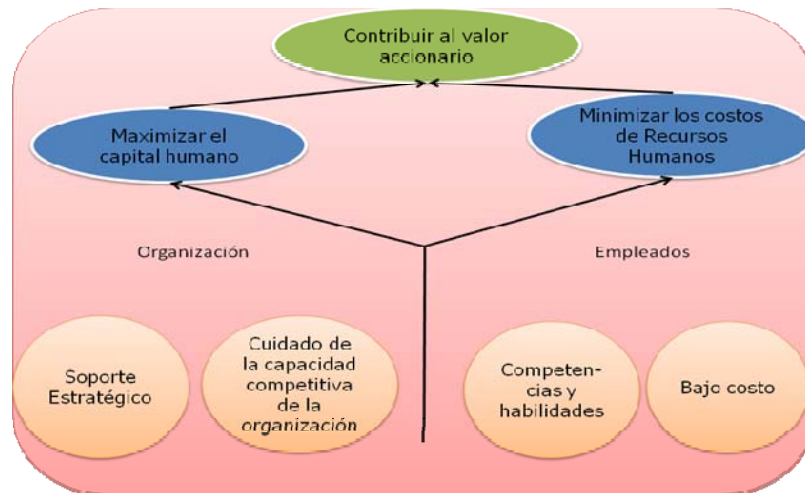 Contribuir al valor
accionario
Maximizar el
capital humano
Minimizar los costos
de Recursos
Humanos
Organización
Empleados
Soporte
Estratégico
Cuidado de
la capacidad
competitiva
de la
organización
Competen-
cias y
habilidades
Bajo costo